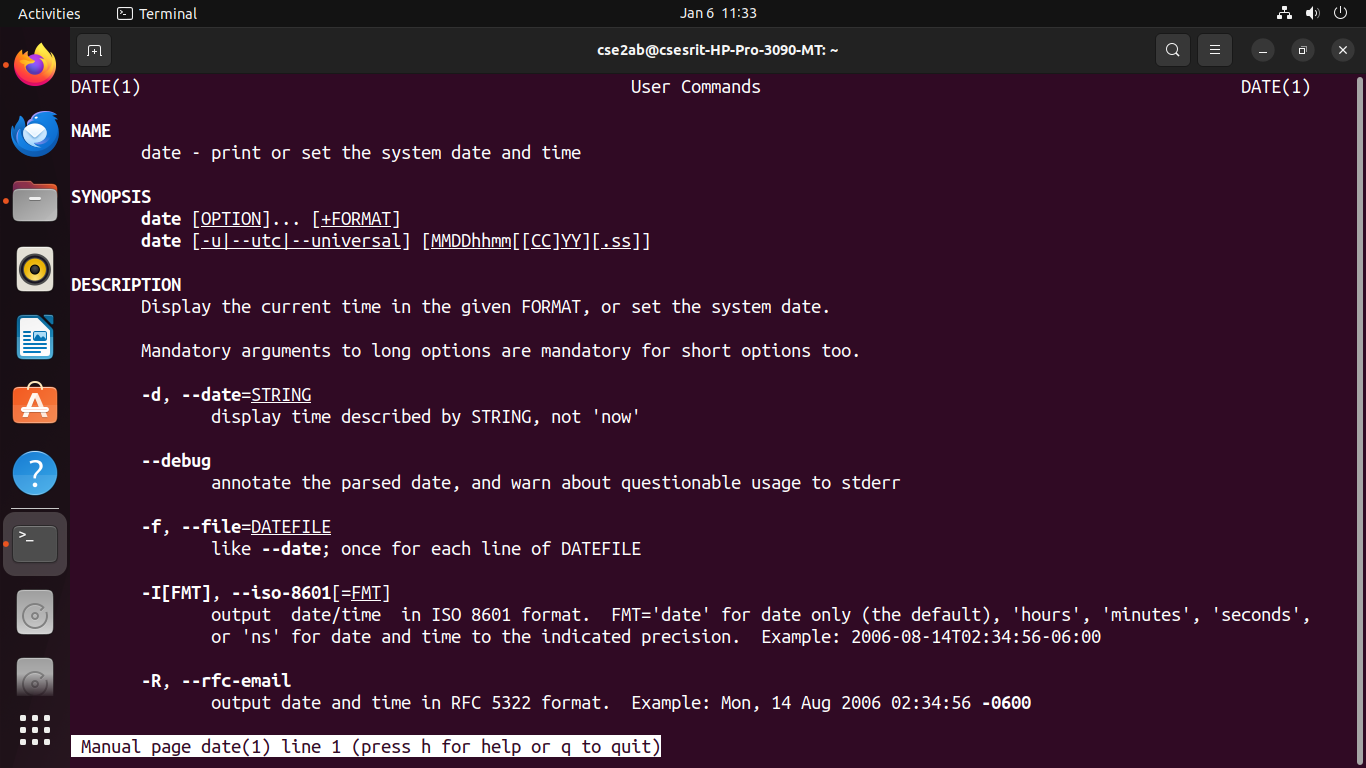 Activities Terminal Jan 6 11:33
cse2ab@csesrit-HP-Pro-3090-MT: ~
DATE(1) User Commands DATE(1)
NAME
date - print or set the system date and time
SYNOPSIS
date [OPTION]... [+FORMAT]
date [-u|--utc|--universal] [MMDDhhmm[[CC]YY][.ss]]
DESCRIPTION
Display the current time in the given FORMAT, or set the system date.
Mandatory arguments to long options are mandatory for short options too.
-d, --date=STRING
display time described by STRING, not 'now'
--debug
annotate the parsed date, and warn about questionable usage to stderr
-f, --file=DATEFILE
like --date; once for each line of DATEFILE
-I[FMT], --iso-8601[=FMT]
output  date/time  in ISO 8601 format.  FMT='date' for date only (the default), 'hours', 'minutes', 'seconds',
or 'ns' for date and time to the indicated precision.  Example: 2006-08-14T02:34:56-06:00
-R, --rfc-email
output date and time in RFC 5322 format.  Example: Mon, 14 Aug 2006 02:34:56 -0600
Manual page date(1) line 1 (press h for help or q to quit)